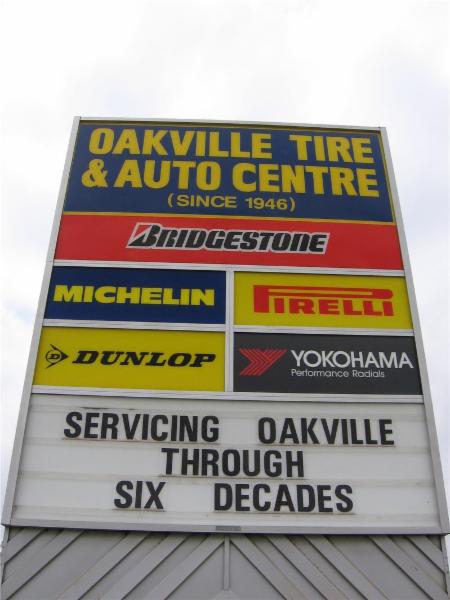 OAKVILLE TIRE
& AUTO CENTRE
(SINCE 1946)
BRIDGESTONE
MICHELIN
PIRELLI
DUNLOP
YOKOHAMA
Performance Radials
SERVICING OAKVILLE
THROUGH
SIX DECADES